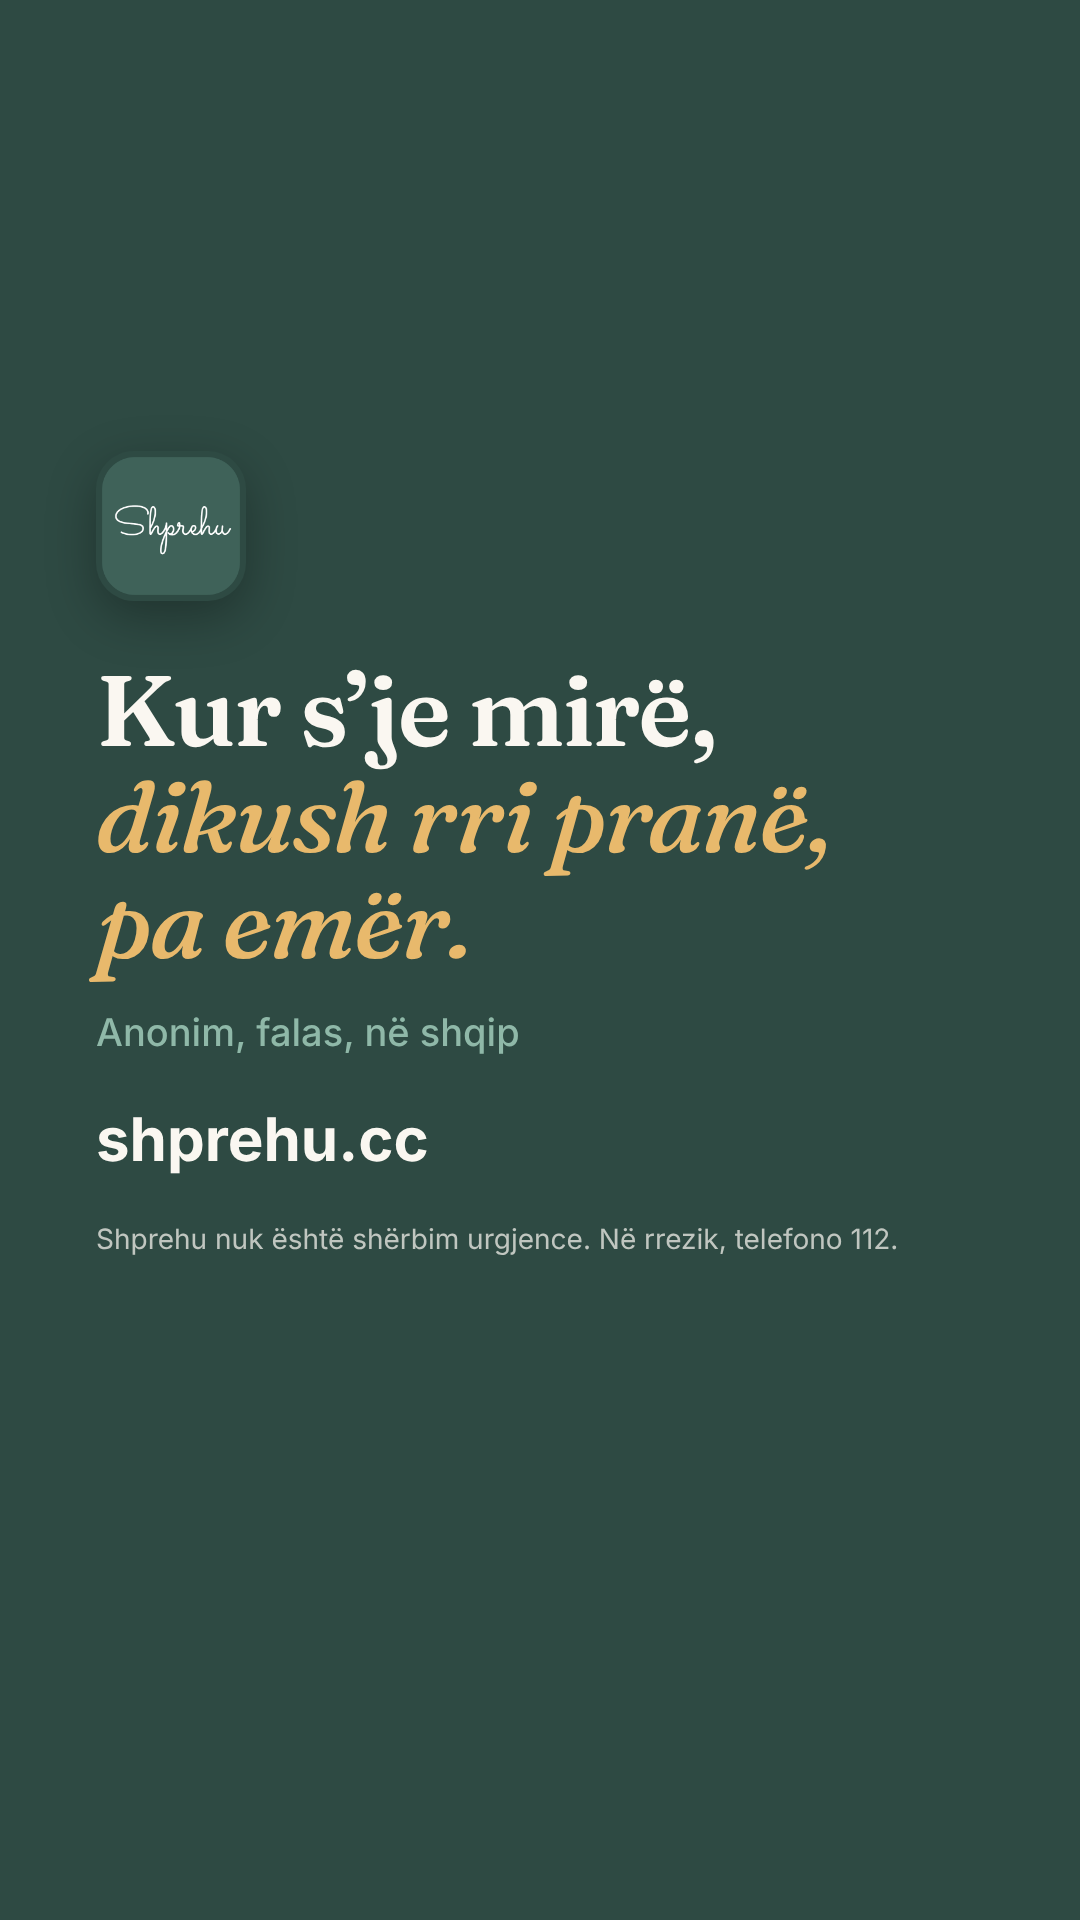 Shprehu
Kur s’je mirë,
dikush rri pranë,
pa emër.
Anonim, falas, në shqip
shprehu.cc
Shprehu nuk është shërbim urgjence. Në rrezik, telefono 112.